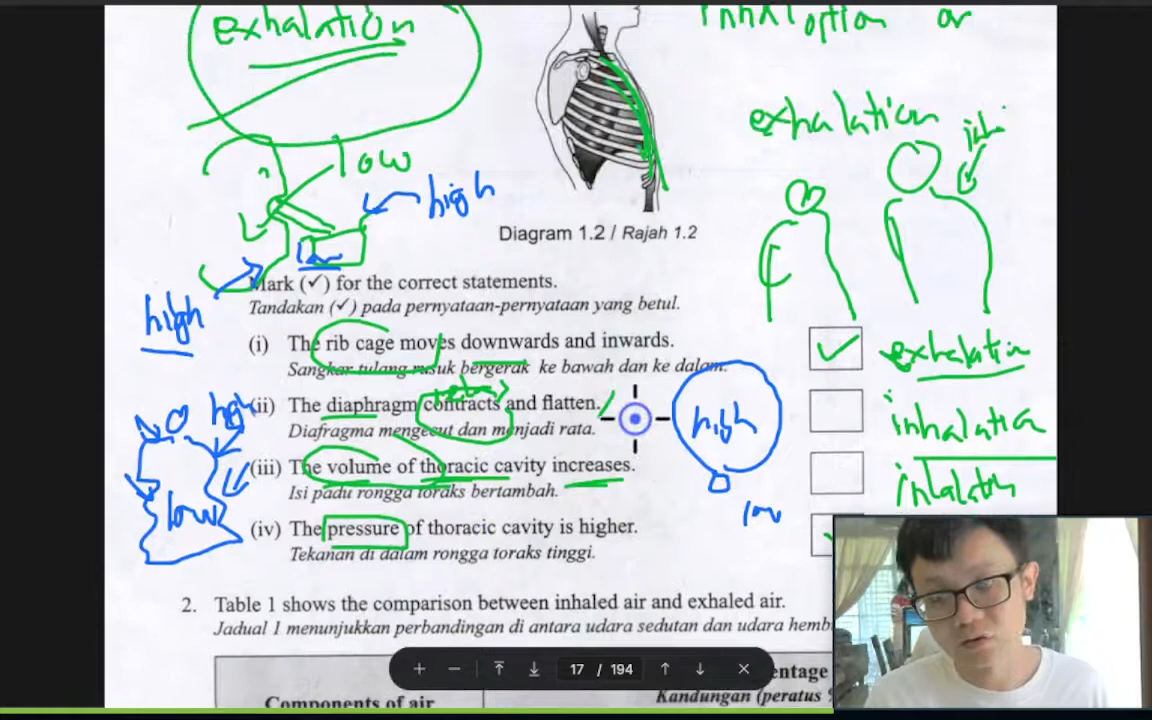 exhalation
inhalation or
exhalation
low
high
Diagram 1.2 / Rajah 1.2
low
Mark (✓) for the correct statements.
high
Tandakan (✓) pada pernyataan-pernyataan yang betul.
(i) The rib cage moves downwards and inwards.
Sangkar tulang rusuk bergerak ke bawah dan ke dalam.
✓ exhalation
(ii) The diaphragm contracts and flatten.
Diafragma mengecut dan menjadi rata.
high
inhalation
(iii) The volume of thoracic cavity increases.
Isi padu rongga toraks bertambah.
inhalation
low
low
(iv) The pressure of thoracic cavity is higher.
Tekanan di dalam rongga toraks tinggi.
2. Table 1 shows the comparison between inhaled air and exhaled air.
Jadual 1 menunjukkan perbandingan di antara udara sedutan dan udara hemb
17 / 194
entage
Components of air
Kandungan (peratus %